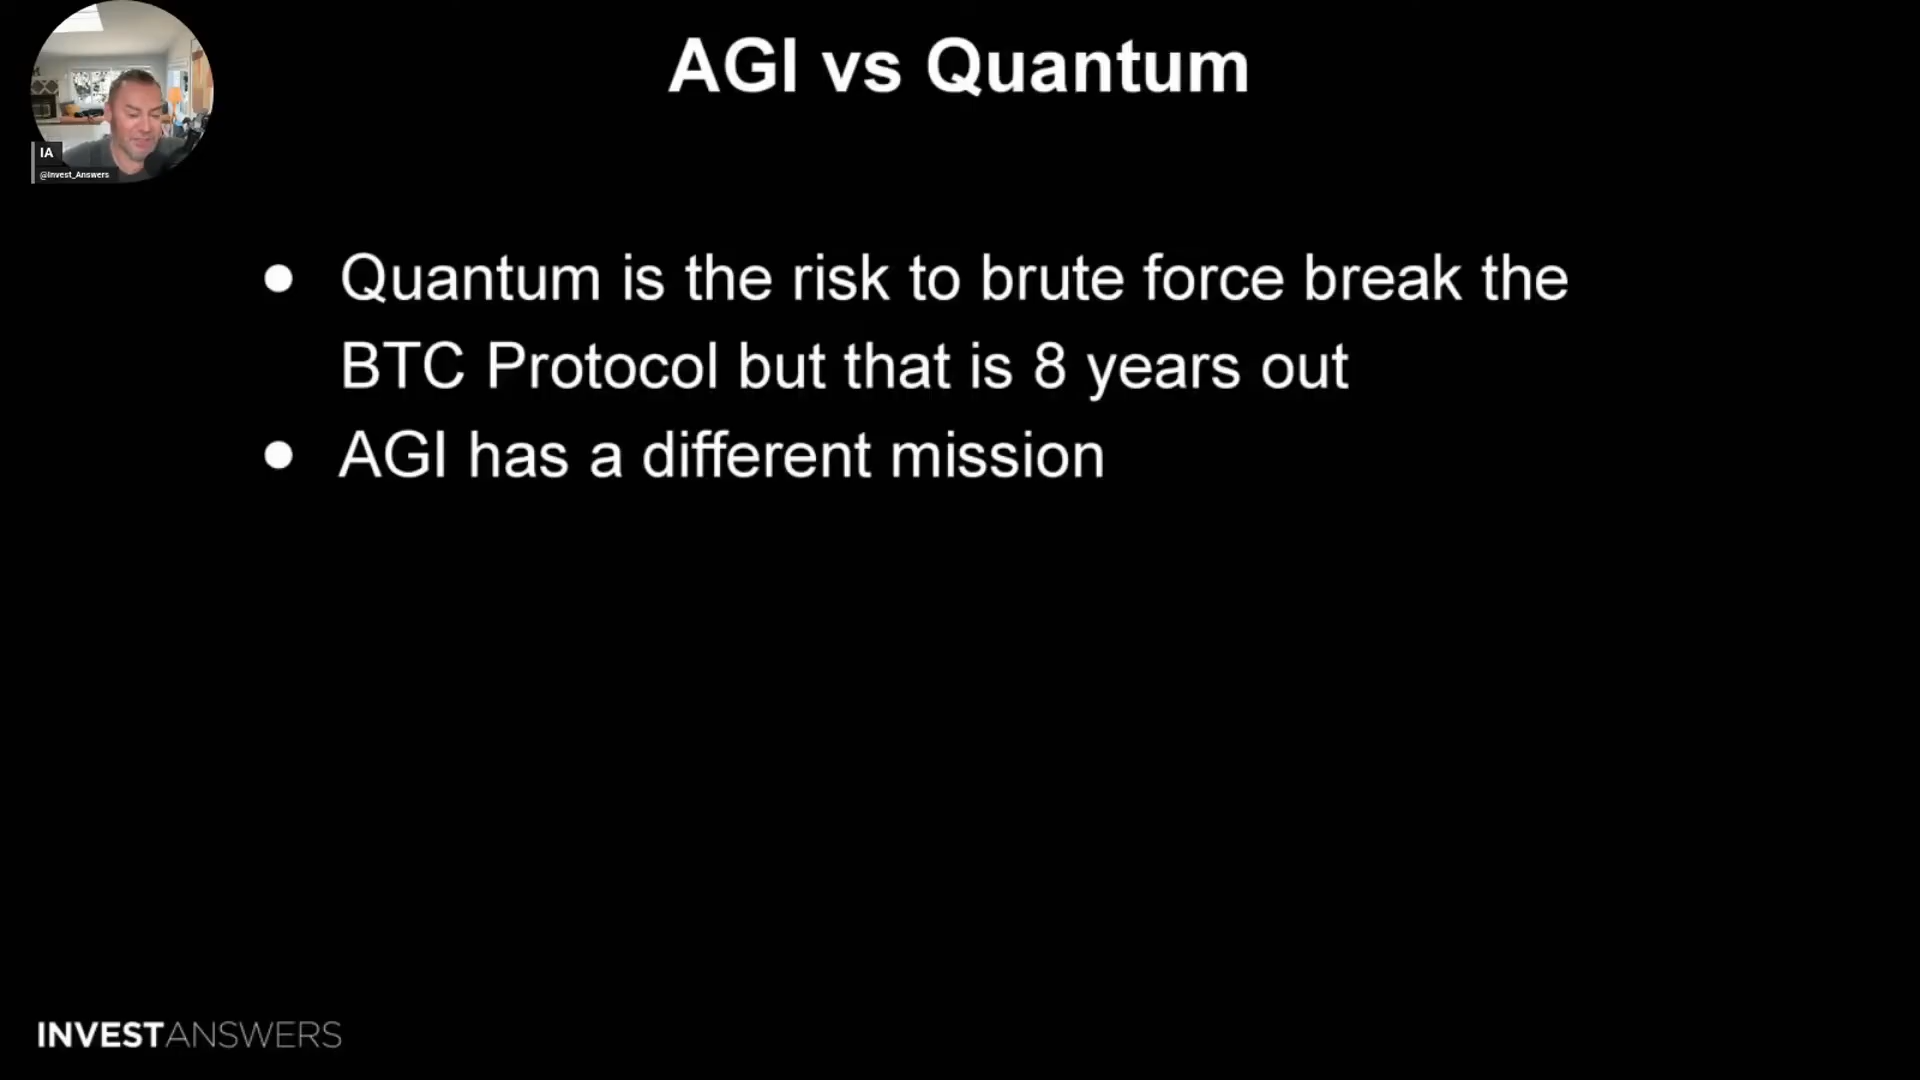 AGI vs Quantum
IA
@Invest_Answers
● Quantum is the risk to brute force break the
BTC Protocol but that is 8 years out
● AGI has a different mission
INVESTANSWERS